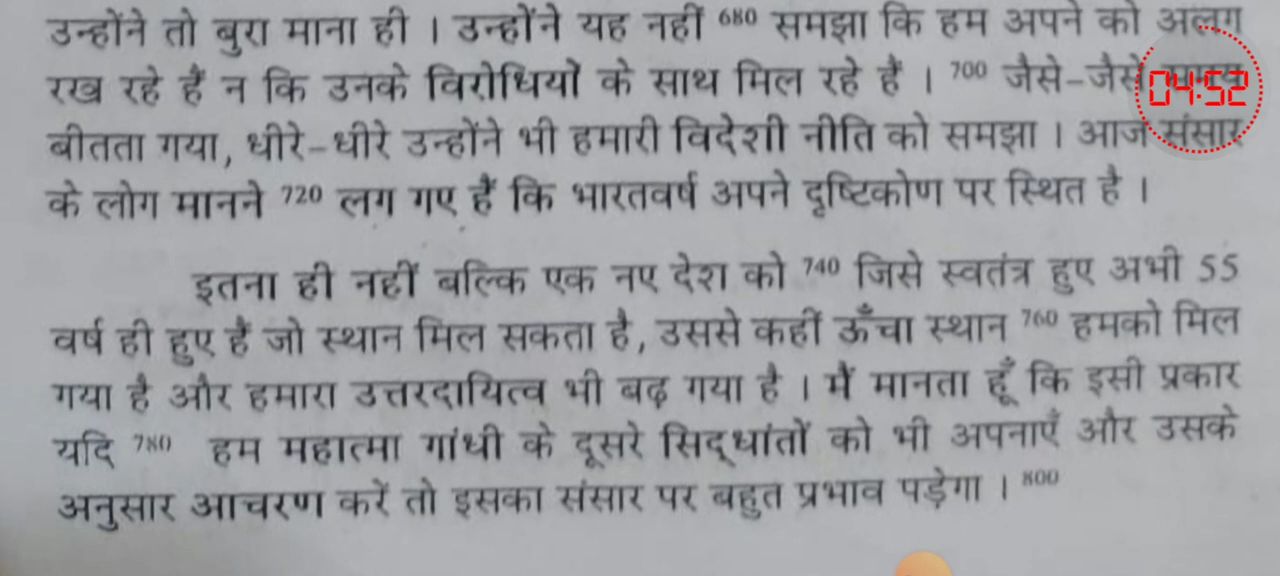 उन्होंने तो बुरा माना ही । उन्होंने यह नहीं 680 समझा कि हम अपने को अलग
रख रहे हैं न कि उनके विरोधियों के साथ मिल रहे हैं । 700 जैसे-जैसे
04:52
बीतता गया, धीरे-धीरे उन्होंने भी हमारी विदेशी नीति को समझा । आज संसार
के लोग मानने 720 लग गए हैं कि भारतवर्ष अपने दृष्टिकोण पर स्थित है ।
इतना ही नहीं बल्कि एक नए देश को 740 जिसे स्वतंत्र हुए अभी 55
वर्ष ही हुए हैं जो स्थान मिल सकता है, उससे कहीं ऊँचा स्थान 760 हमको मिल
गया है और हमारा उत्तरदायित्व भी बढ़ गया है । मैं मानता हूँ कि इसी प्रकार
यदि 780 हम महात्मा गांधी के दूसरे सिद्धांतों को भी अपनाएँ और उसके
अनुसार आचरण करें तो इसका संसार पर बहुत प्रभाव पड़ेगा । 800